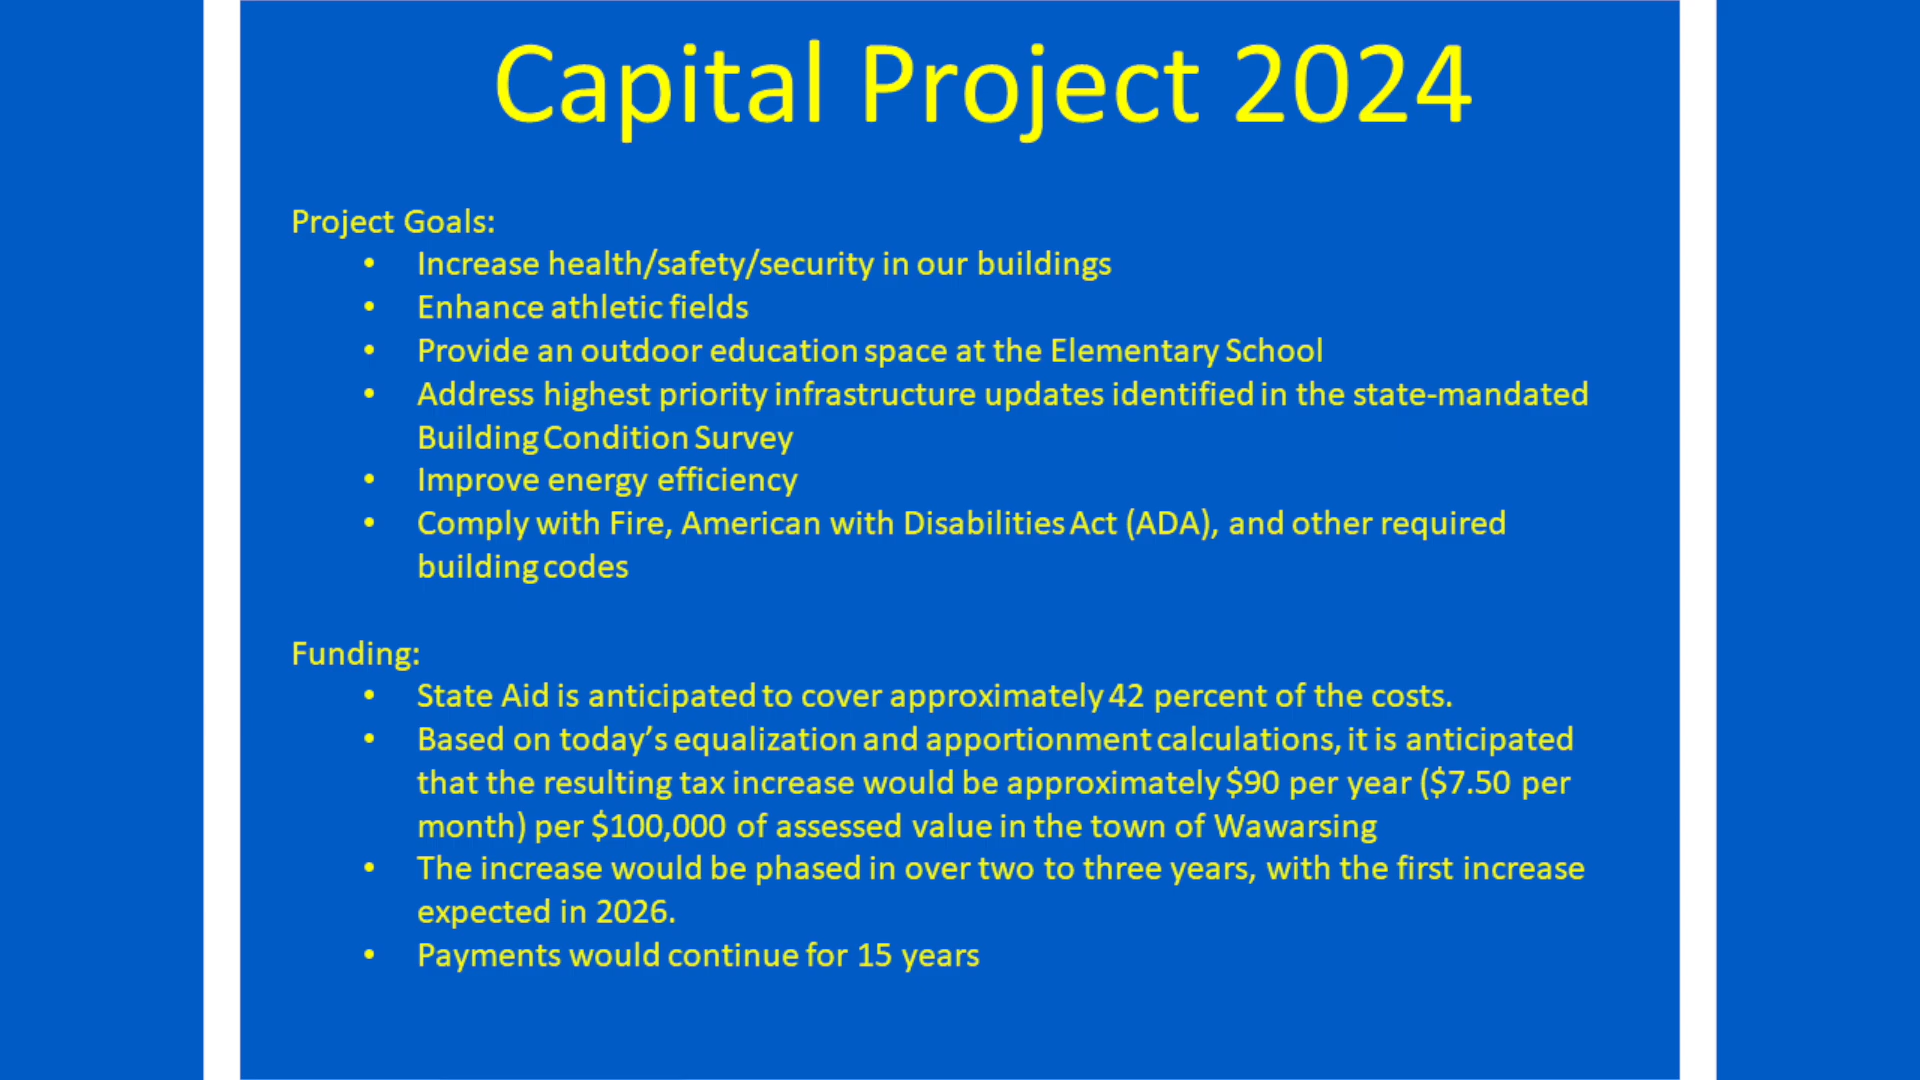 Capital Project 2024
Project Goals:
• Increase health/safety/security in our buildings
• Enhance athletic fields
• Provide an outdoor education space at the Elementary School
• Address highest priority infrastructure updates identified in the state-mandated
Building Condition Survey
• Improve energy efficiency
• Comply with Fire, American with Disabilities Act (ADA), and other required
building codes
Funding:
• State Aid is anticipated to cover approximately 42 percent of the costs.
• Based on today’s equalization and apportionment calculations, it is anticipated
that the resulting tax increase would be approximately $90 per year ($7.50 per
month) per $100,000 of assessed value in the town of Wawarsing
• The increase would be phased in over two to three years, with the first increase
expected in 2026.
• Payments would continue for 15 years